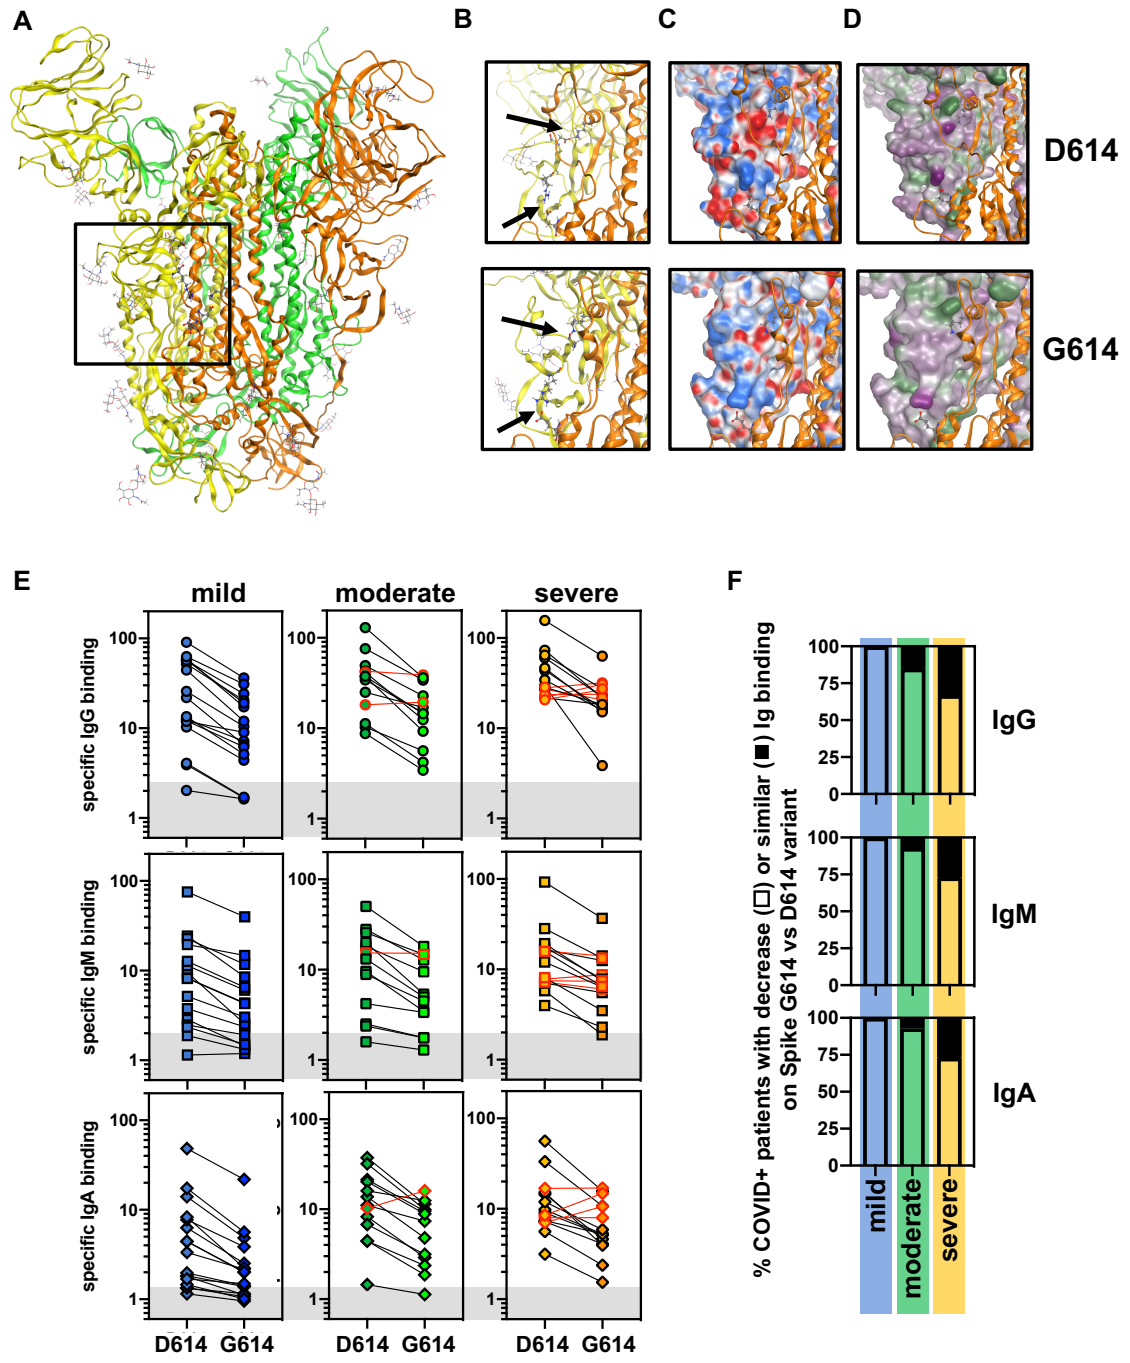 A
B
C
D
D614
G614
E
mild
moderate
severe
F
specific IgG binding
100
10
1
100
10
1
100
10
1
specific IgM binding
100
10
1
100
10
1
100
10
1
specific IgA binding
100
10
1
100
10
1
100
10
1
D614 G614
D614 G614
D614 G614
% COVID+ patients with decrease (□) or similar (■) Ig binding
on Spike G614 vs D614 variant
100
75
50
25
0
IgG
100
75
50
25
0
IgM
100
75
50
25
0
IgA
mild
moderate
severe